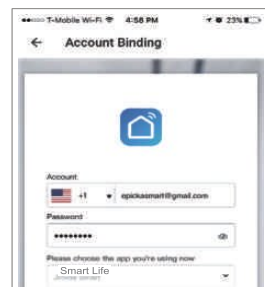 T-Mobile Wi-Fi 4:58 PM 23%
Account Binding
Account
+1 epickasmart@gmail.com
Password
••••••••
Please choose the app you're using now
Smart Life